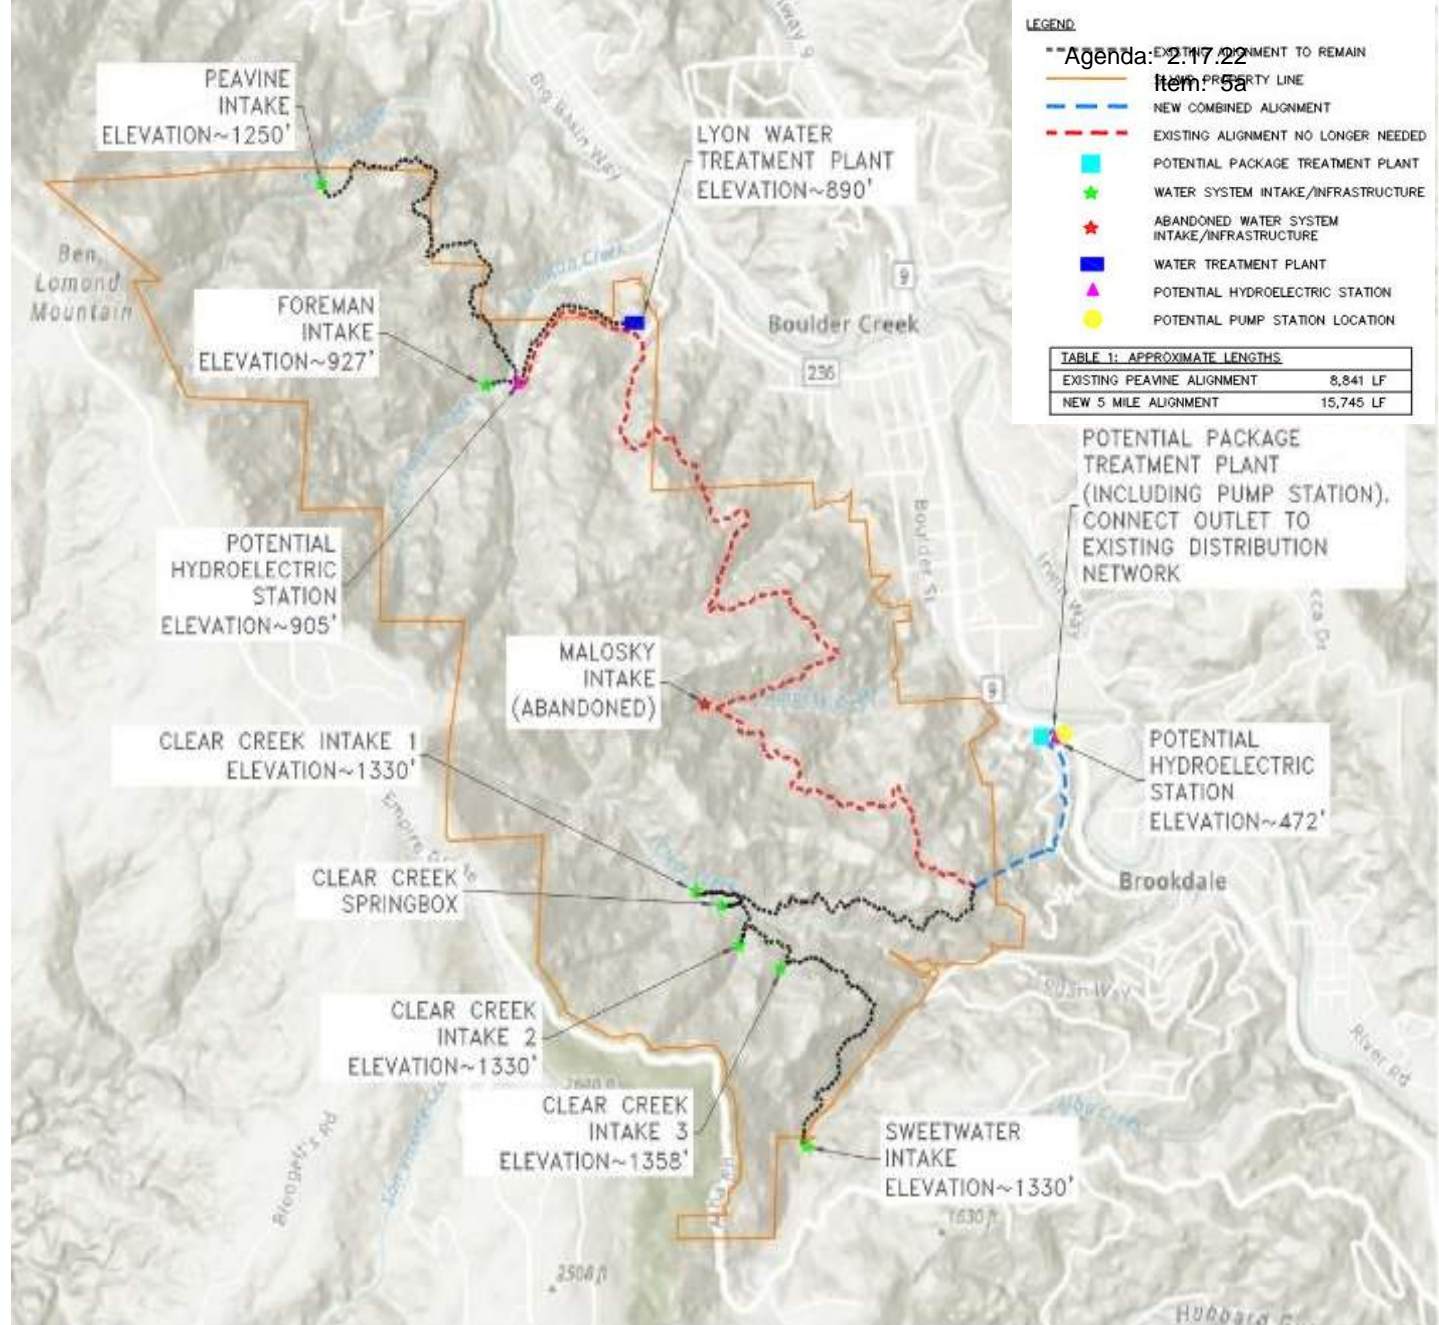 LEGEND
EXISTING ALIGNMENT TO REMAIN
Agenda: 2.17.22
PROPERTY LINE
Item: 5a
NEW COMBINED ALIGNMENT
EXISTING ALIGNMENT NO LONGER NEEDED
POTENTIAL PACKAGE TREATMENT PLANT
WATER SYSTEM INTAKE/INFRASTRUCTURE
ABANDONED WATER SYSTEM
INTAKE/INFRASTRUCTURE
WATER TREATMENT PLANT
POTENTIAL HYDROELECTRIC STATION
POTENTIAL PUMP STATION LOCATION
TABLE 1: APPROXIMATE LENGTHS
EXISTING PEAVINE ALIGNMENT 8,841 LF
NEW 5 MILE ALIGNMENT 15,745 LF
PEAVINE
INTAKE
ELEVATION~1250'
LYON WATER
TREATMENT PLANT
ELEVATION~890'
Ben
Lomond
Mountain
FOREMAN
INTAKE
ELEVATION~927'
9
Boulder Creek
236
POTENTIAL PACKAGE
TREATMENT PLANT
(INCLUDING PUMP STATION).
CONNECT OUTLET TO
EXISTING DISTRIBUTION
NETWORK
Boulder St
POTENTIAL
HYDROELECTRIC
STATION
ELEVATION~905'
MALOSKY
INTAKE
(ABANDONED)
9
CLEAR CREEK INTAKE 1
ELEVATION~1330'
POTENTIAL
HYDROELECTRIC
STATION
ELEVATION~472'
CLEAR CREEK
SPRINGBOX
Brookdale
CLEAR CREEK
INTAKE 2
ELEVATION~1330'
River Rd
CLEAR CREEK
INTAKE 3
ELEVATION~1358'
SWEETWATER
INTAKE
ELEVATION~1330'
1630 ft
2508 ft